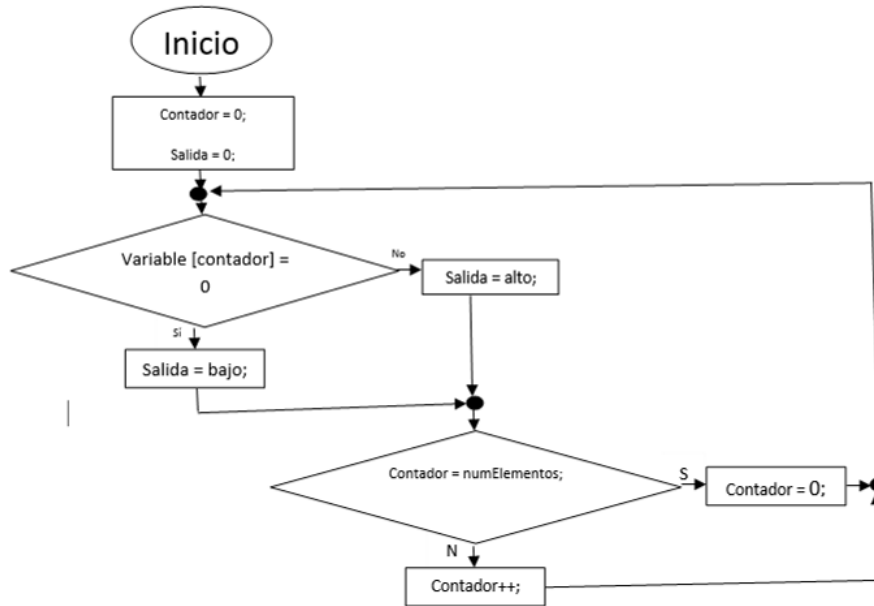 Inicio
Contador = 0;
Salida = 0;
Variable [contador] =
0
No
Salida = alto;
Si
Salida = bajo;
Contador = numElementos;
S
Contador = 0;
N
Contador++;